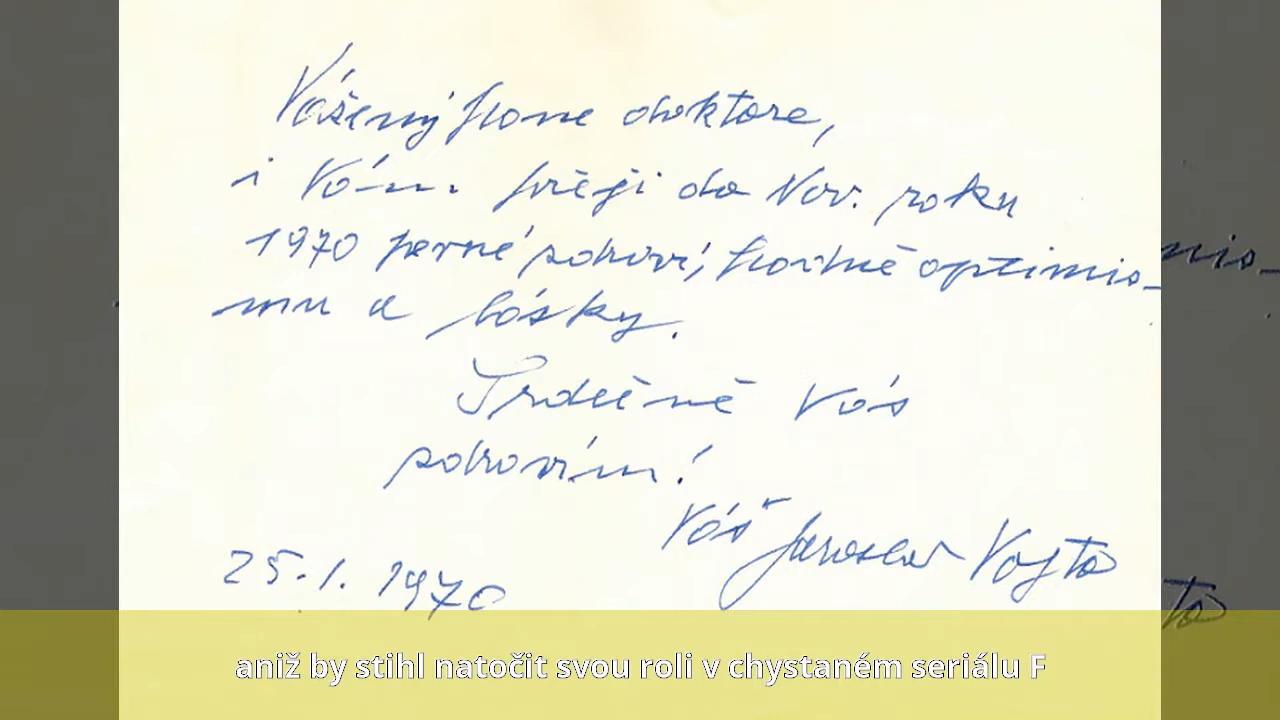 Vážený pane doktore,
i Vám přeji do Nov. roku
1970 pevné zdraví, hodně optimis-
mu a lásky.
Srdečně Vás
zdravím!
Váš Jaroslav Vojta
25.1.1970
aniž by stihl natočit svou roli v chystaném seriálu F